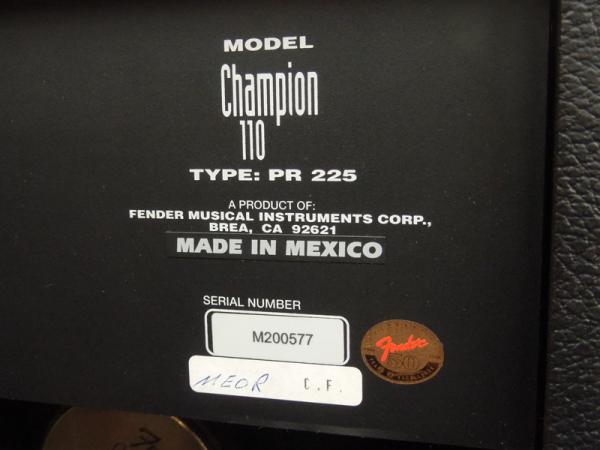 MODEL
Champion
110
TYPE: PR 225
A PRODUCT OF:
FENDER MUSICAL INSTRUMENTS CORP.,
BREA, CA 92621
MADE IN MEXICO
SERIAL NUMBER
M200577
Fender
MEOR C.F.